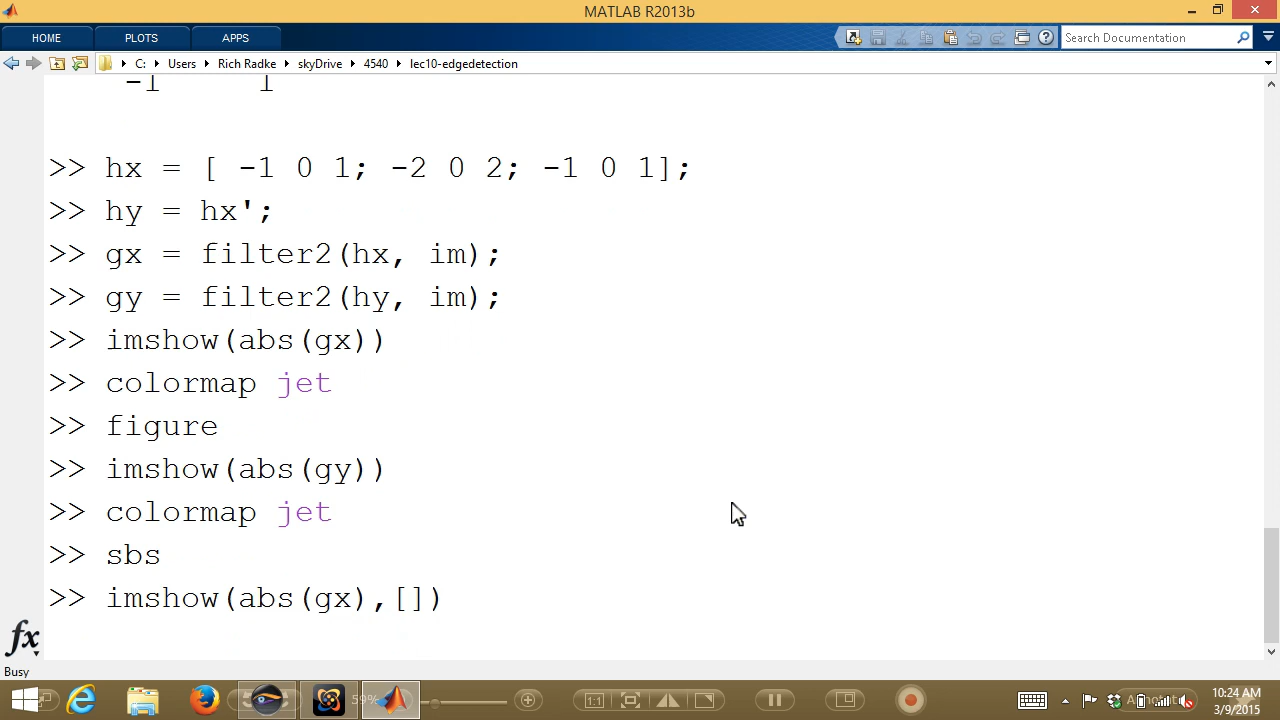 MATLAB R2013b
HOME PLOTS APPS Search Documentation
C: Users Rich Radke skyDrive 4540 lec10-edgedetection
-1 1
>> hx = [ -1 0 1; -2 0 2; -1 0 1];
>> hy = hx';
>> gx = filter2(hx, im);
>> gy = filter2(hy, im);
>> imshow(abs(gx))
>> colormap jet
>> figure
>> imshow(abs(gy))
>> colormap jet
>> sbs
>> imshow(abs(gx),[])
fx
Busy
59% 1:1 10:24 AM
3/9/2015